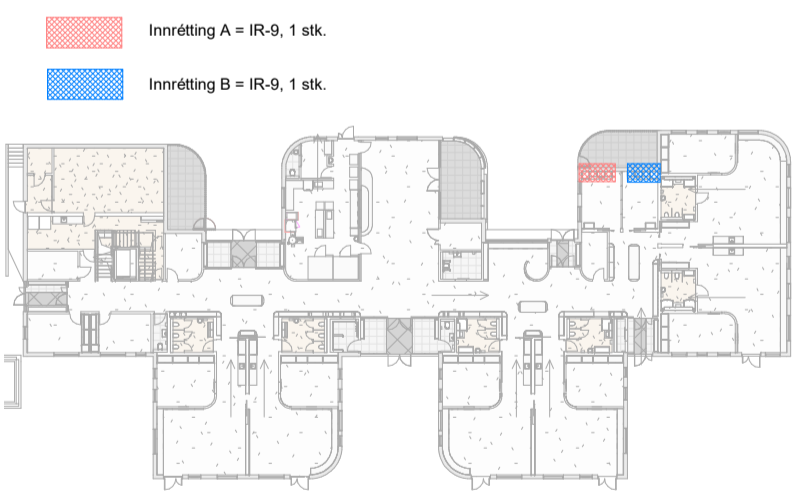 Innrétting A = IR-9, 1 stk.
Innrétting B = IR-9, 1 stk.